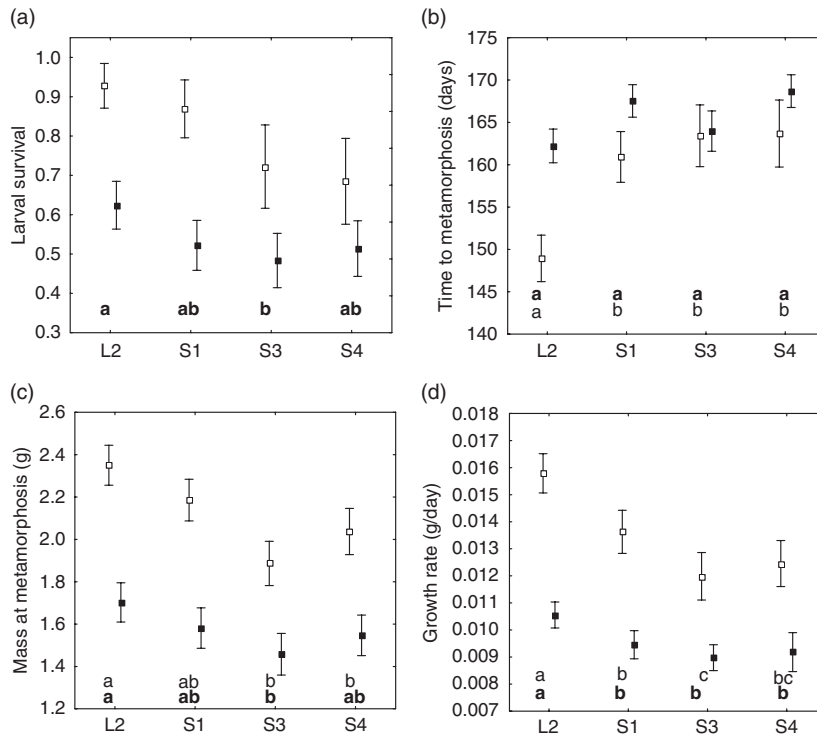 (a)
Larval survival
1.0
0.9
0.8
0.7
0.6
0.5
0.4
0.3
a ab b ab
L2 S1 S3 S4
(b)
Time to metamorphosis (days)
175
170
165
162
155
150
145
140
a a a a
a b b b
L2 S1 S3 S4
(c)
Mass at metamorphosis (g)
2.6
2.4
2.2
2.0
1.8
1.6
1.4
1.2
a ab b b
a ab b ab
L2 S1 S3 S4
(d)
Growth rate (g/day)
0.018
0.017
0.016
0.015
0.014
0.013
0.012
0.011
0.010
0.009
0.008
0.007
a b c bc
a b b b
L2 S1 S3 S4